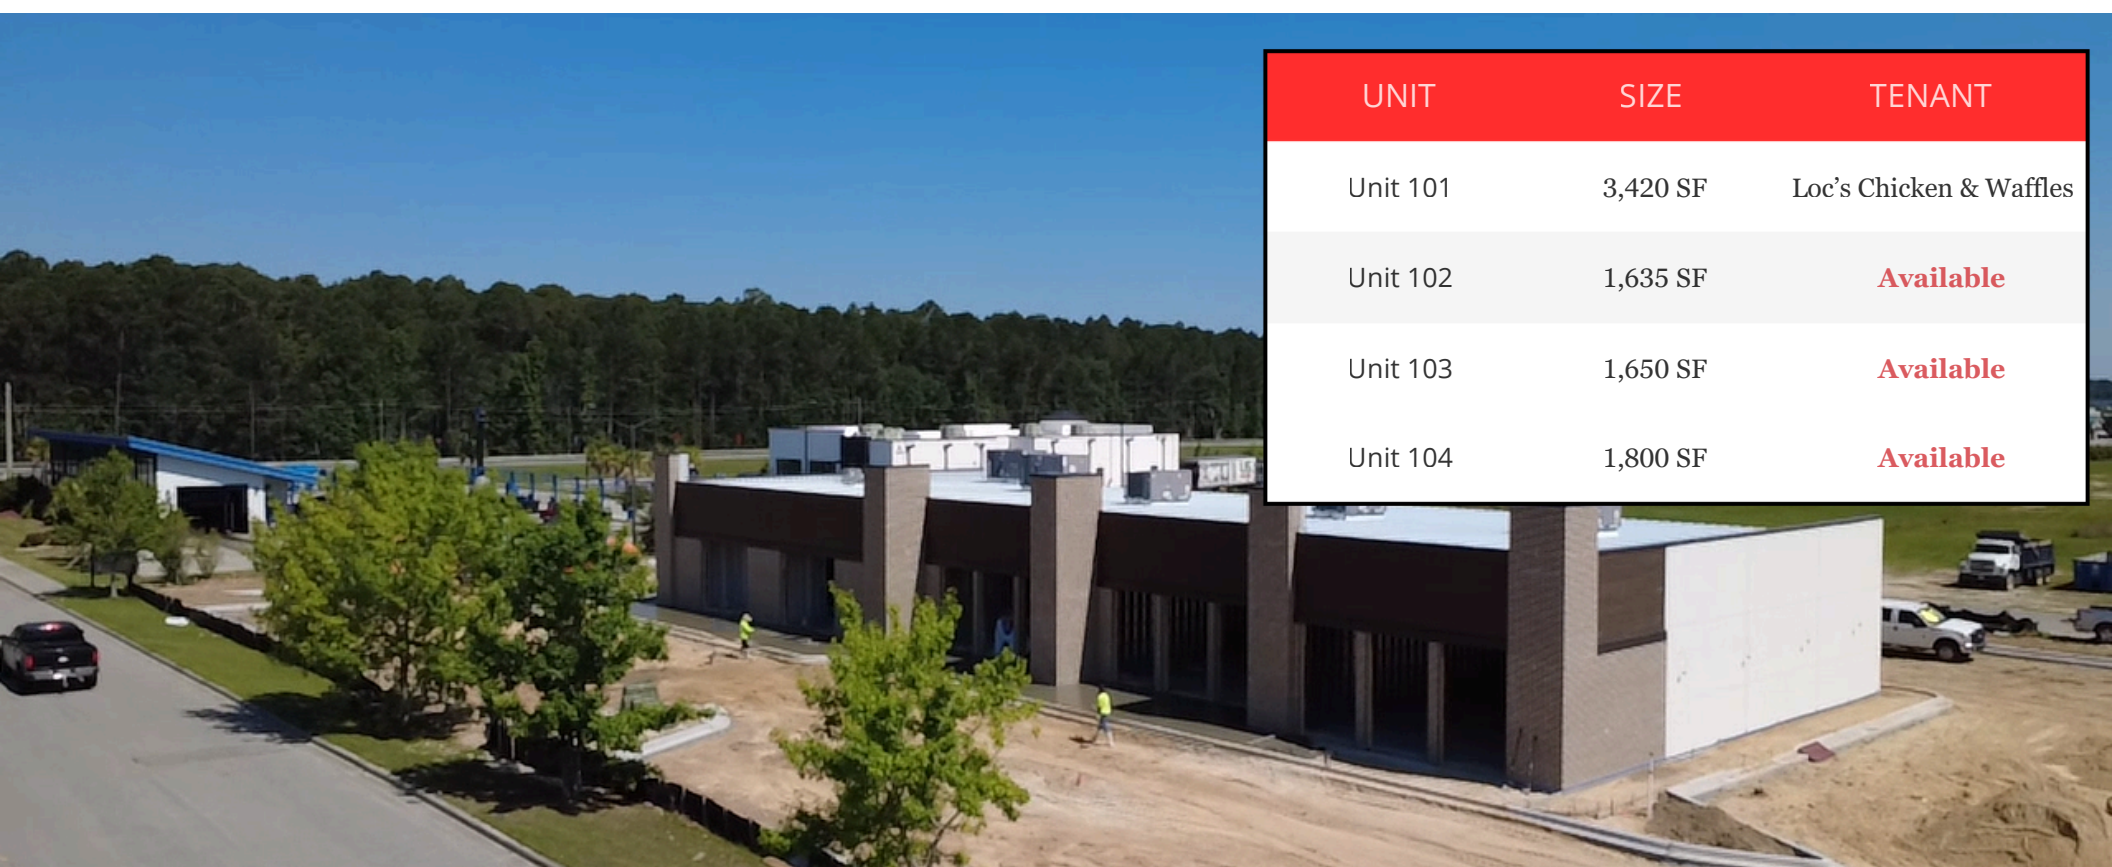 UNIT SIZE TENANT
Unit 101 3,420 SF Loc’s Chicken & Waffles
Unit 102 1,635 SF Available
Unit 103 1,650 SF Available
Unit 104 1,800 SF Available